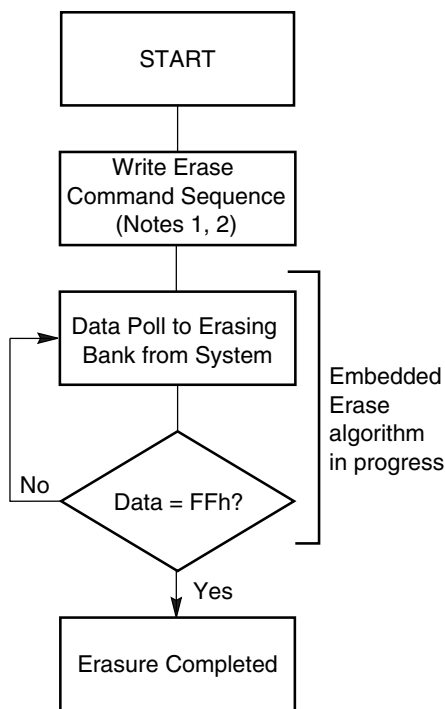 START
Write Erase
Command Sequence
(Notes 1, 2)
Data Poll to Erasing
Bank from System
Embedded
Erase
algorithm
in progress
No
Data = FFh?
Yes
Erasure Completed